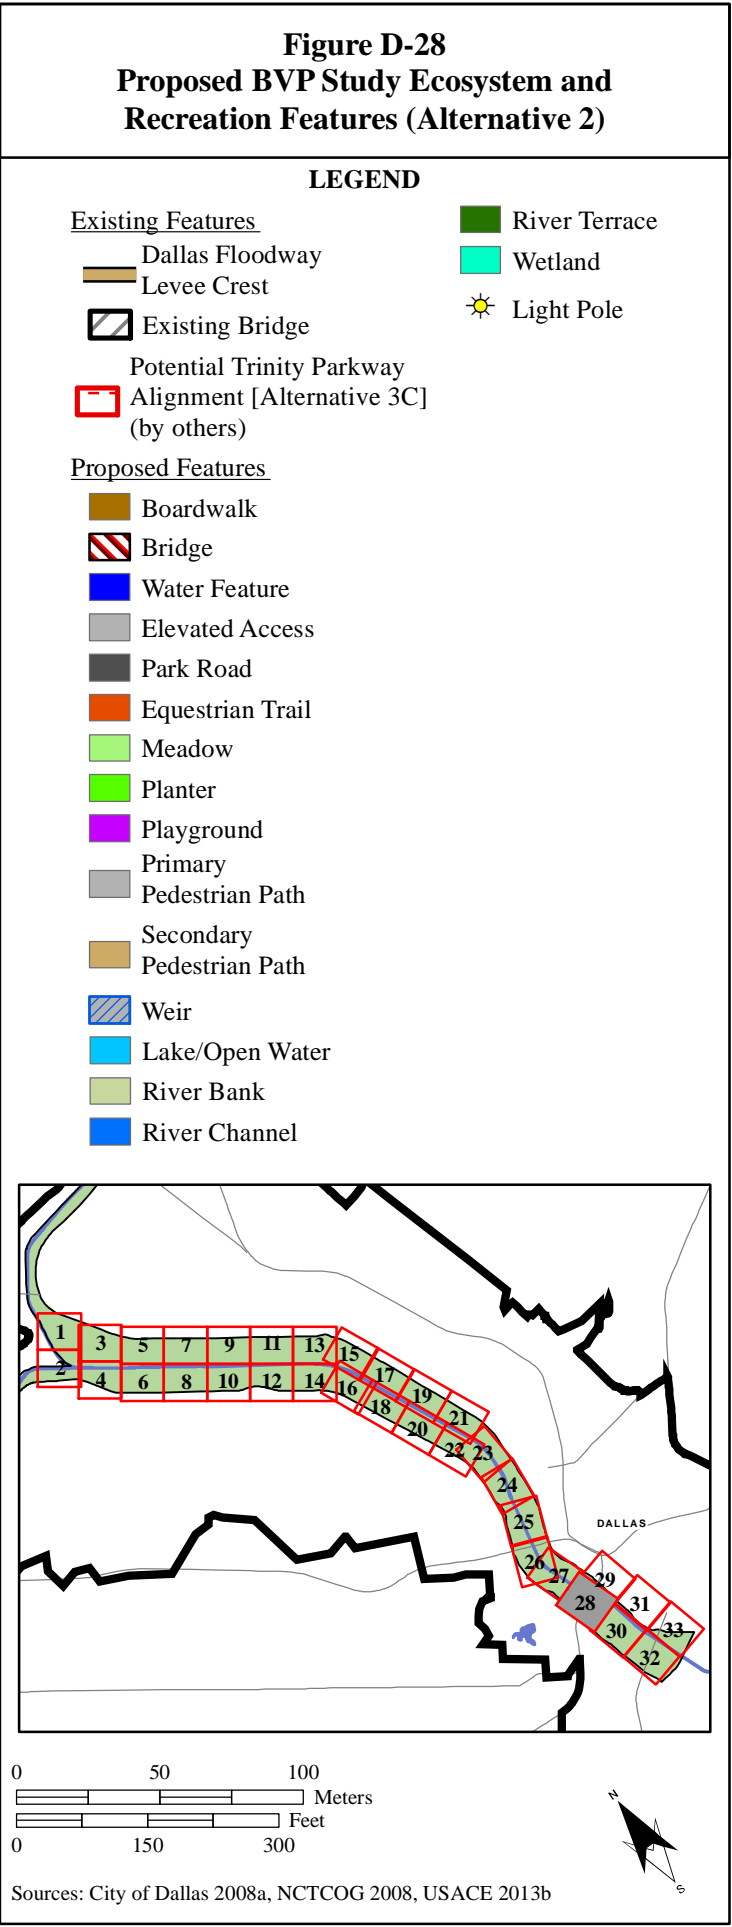 Figure D-28
Proposed BVP Study Ecosystem and
Recreation Features (Alternative 2)
LEGEND
Existing Features
Dallas Floodway
Levee Crest
Existing Bridge
Potential Trinity Parkway
Alignment [Alternative 3C]
(by others)
Proposed Features
Boardwalk
Bridge
Water Feature
Elevated Access
Park Road
Equestrian Trail
Meadow
Planter
Playground
Primary
Pedestrian Path
Secondary
Pedestrian Path
Weir
Lake/Open Water
River Bank
River Channel
River Terrace
Wetland
Light Pole
1
2
3
4
5
6
7
8
9
10
11
12
13
14
15
16
17
18
19
20
21
22
23
24
25
26
27
28
29
30
31
32
33
DALLAS
0 50 100
Meters
Feet
0 150 300
N
S
Sources: City of Dallas 2008a, NCTCOG 2008, USACE 2013b